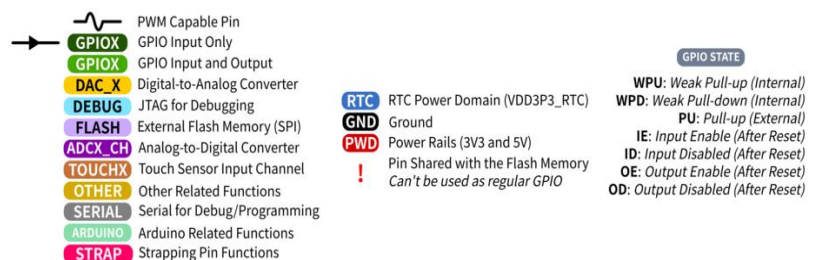 PWM Capable Pin
GPIOX GPIO Input Only
GPIOX GPIO Input and Output
DAC_X Digital-to-Analog Converter
DEBUG JTAG for Debugging
FLASH External Flash Memory (SPI)
ADCX_CH Analog-to-Digital Converter
TOUCHX Touch Sensor Input Channel
OTHER Other Related Functions
SERIAL Serial for Debug/Programming
ARDUINO Arduino Related Functions
STRAP Strapping Pin Functions
RTC RTC Power Domain (VDD3P3_RTC)
GND Ground
PWD Power Rails (3V3 and 5V)
! Pin Shared with the Flash Memory
Can't be used as regular GPIO
GPIO STATE
WPU: Weak Pull-up (Internal)
WPD: Weak Pull-down (Internal)
PU: Pull-up (External)
IE: Input Enable (After Reset)
ID: Input Disabled (After Reset)
OE: Output Enable (After Reset)
OD: Output Disabled (After Reset)